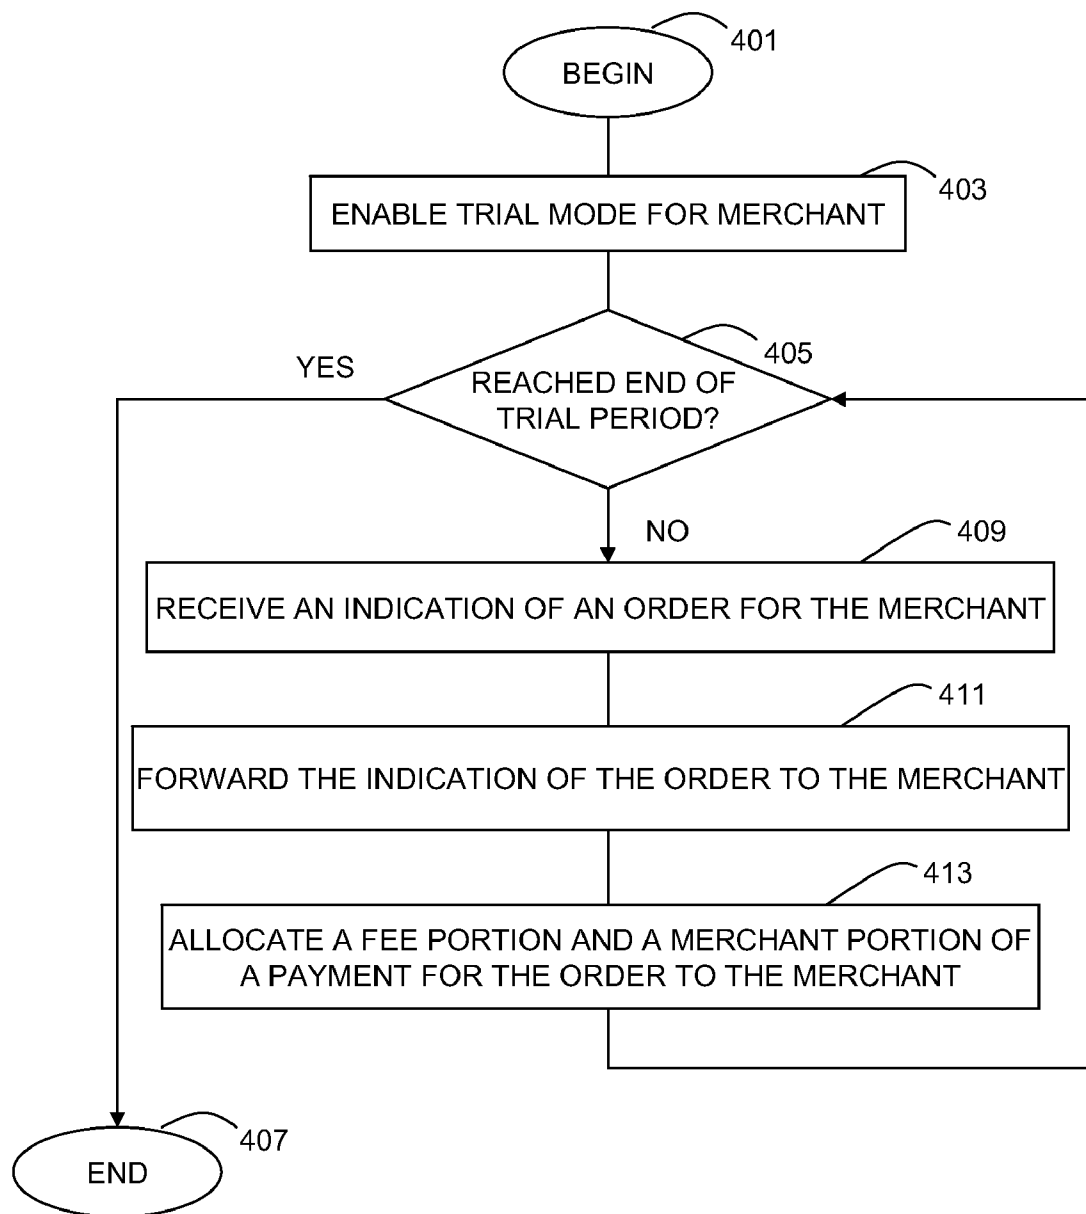 401
BEGIN
403
ENABLE TRIAL MODE FOR MERCHANT
405
YES
REACHED END OF
TRIAL PERIOD?
NO
409
RECEIVE AN INDICATION OF AN ORDER FOR THE MERCHANT
411
FORWARD THE INDICATION OF THE ORDER TO THE MERCHANT
413
ALLOCATE A FEE PORTION AND A MERCHANT PORTION OF
A PAYMENT FOR THE ORDER TO THE MERCHANT
407
END